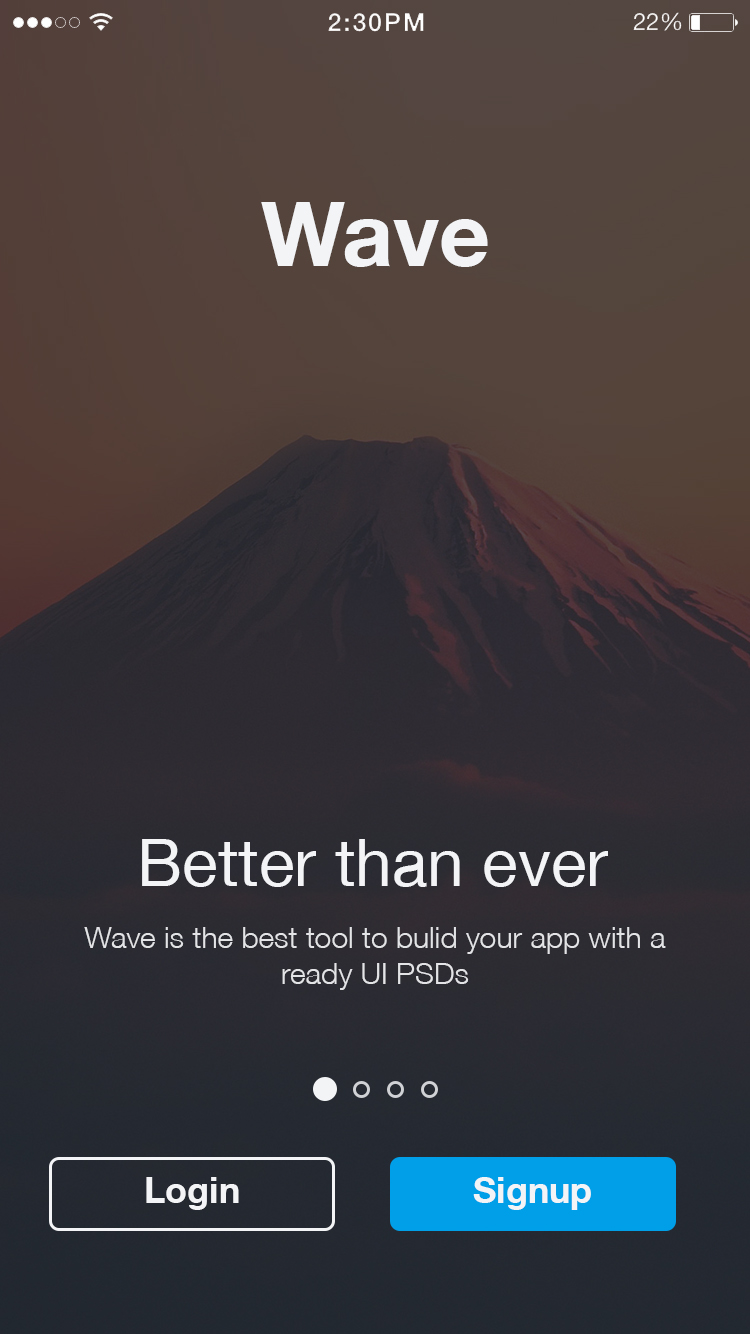 2:30PM 22%
Wave
Better than ever
Wave is the best tool to bulid your app with a
ready UI PSDs
Login Signup